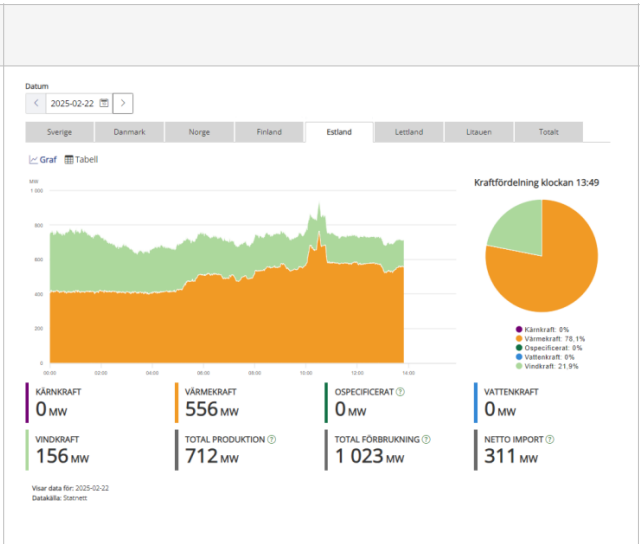 Datum
2025-02-22
Sverige Danmark Norge Finland Estland Lettland Litauen Totalt
Graf Tabell
MW
Kraftfördelning klockan 13:49
1 000
800
600
400
200
0
00:00 02:00 04:00 06:00 08:00 10:00 12:00 14:00
Kärnkraft: 0%
Värmekraft: 78,1%
Ospecificerat: 0%
Vattenkraft: 0%
Vindkraft: 21,9%
KÄRNKRAFT
0 MW
VÄRMEKRAFT
556 MW
OSPECIFICERAT ?
0 MW
VATTENKRAFT
0 MW
VINDKRAFT
156 MW
TOTAL PRODUKTION ?
712 MW
TOTAL FÖRBRUKNING ?
1 023 MW
NETTO IMPORT ?
311 MW
Visar data för: 2025-02-22
Datakälla: Statnett